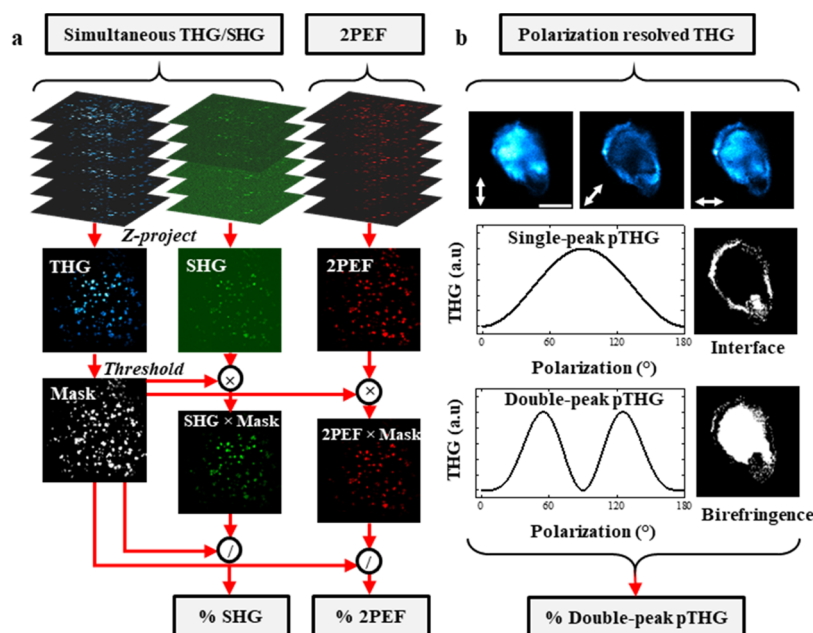 a
Simultaneous THG/SHG
2PEF
Z-project
THG
SHG
2PEF
Threshold
×
×
Mask
SHG × Mask
2PEF × Mask
/
/
% SHG
% 2PEF
b
Polarization resolved THG
Single-peak pTHG
THG (a.u)
0
60
120
180
Polarization (°)
Interface
Double-peak pTHG
THG (a.u)
0
60
120
180
Polarization (°)
Birefringence
% Double-peak pTHG